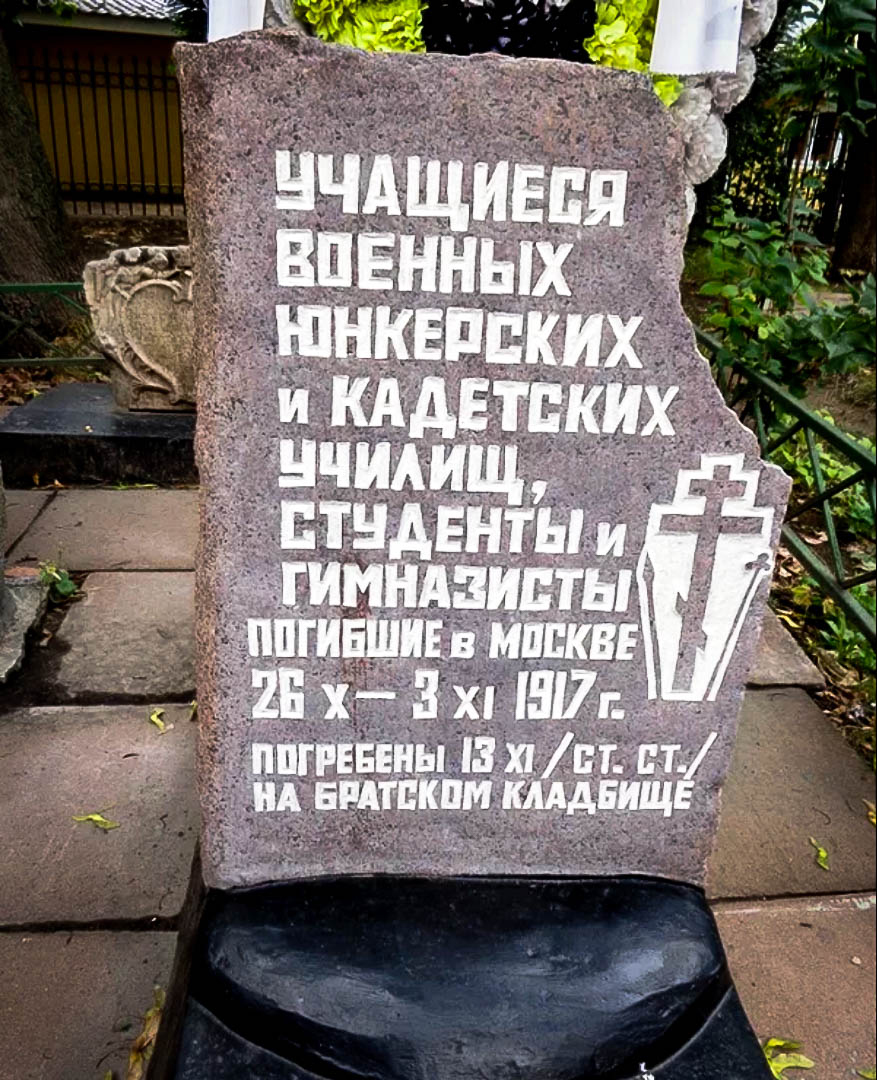 УЧАЩИЕСЯ
ВОЕННЫХ
ЮНКЕРСКИХ
и КАДЕТСКИХ
УЧИЛИЩ,
СТУДЕНТЫ и
ГИМНАЗИСТЫ
ПОГИБШИЕ в МОСКВЕ
26 X — 3 XI 1917 г.
ПОГРЕБЕНЫ 13 XI /СТ. СТ./
НА БРАТСКОМ КЛАДБИЩЕ